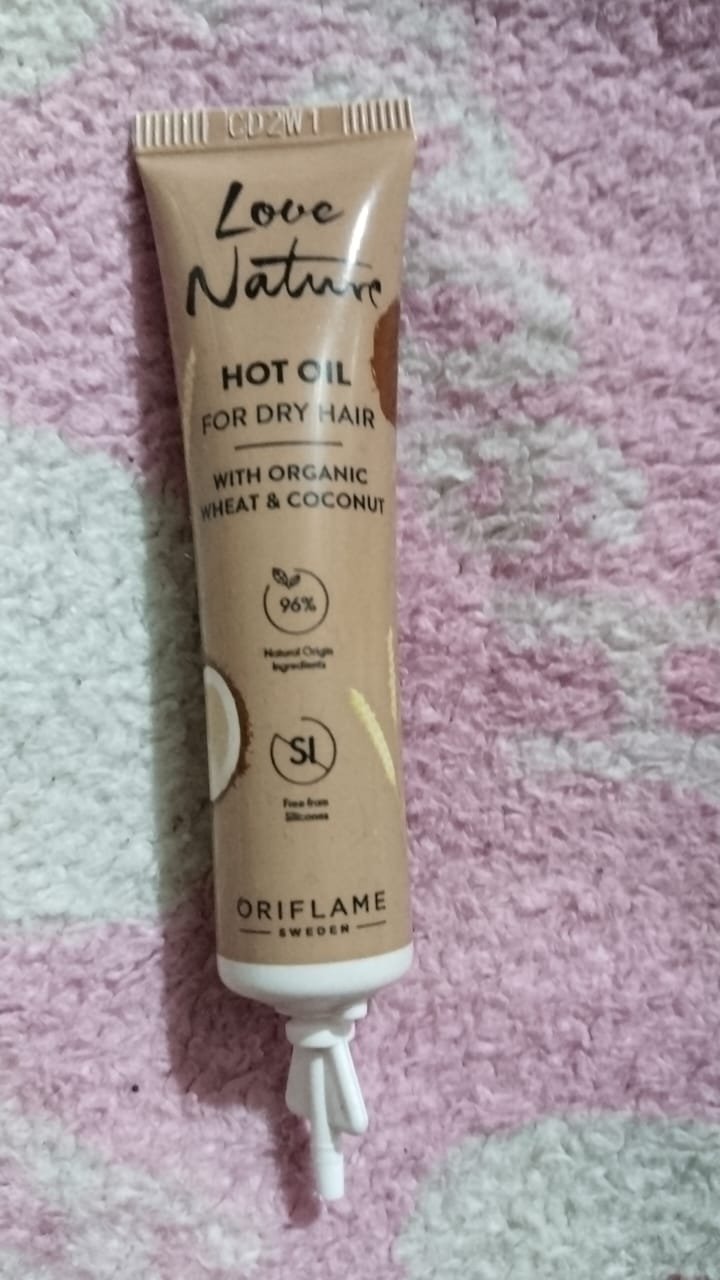 CD2W1
Love
Nature
HOT OIL
FOR DRY HAIR
WITH ORGANIC
WHEAT & COCONUT
96%
Natural Origin
Ingredients
SI
Free from
Silicones
ORIFLAME
SWEDEN